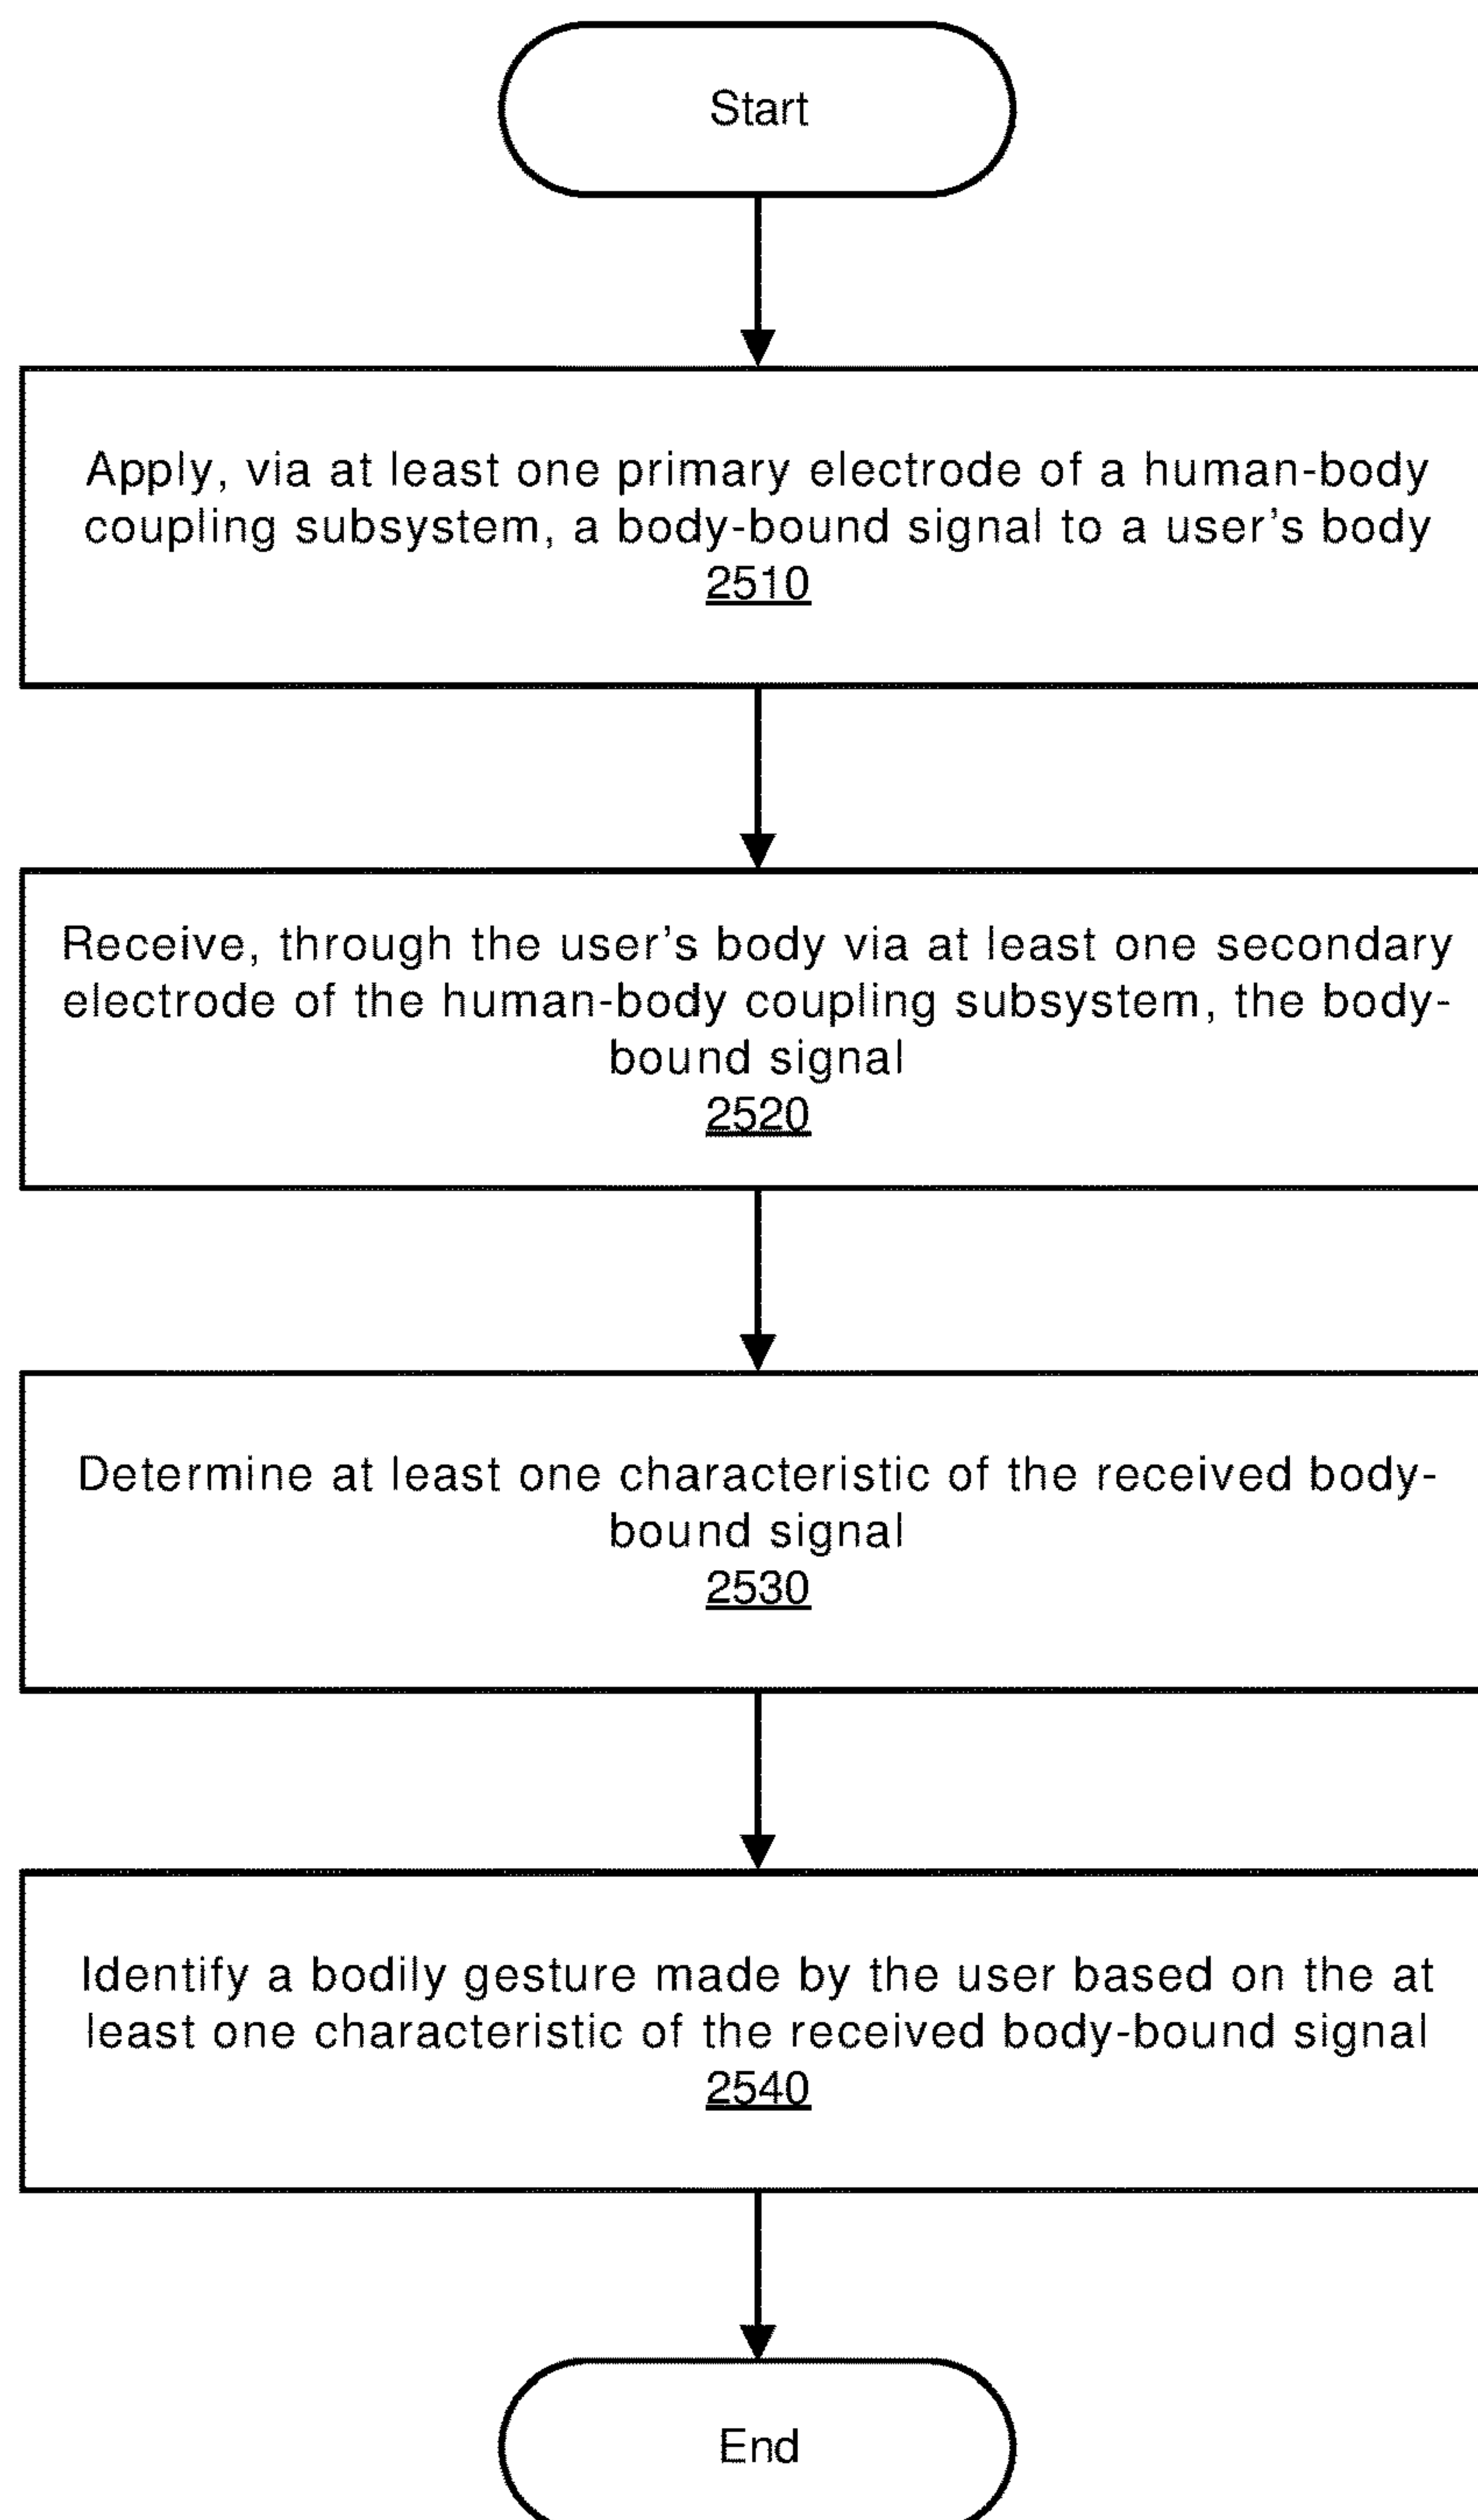 Start
Apply, via at least one primary electrode of a human-body
coupling subsystem, a body-bound signal to a user's body
2510
Receive, through the user's body via at least one secondary
electrode of the human-body coupling subsystem, the body-
bound signal
2520
Determine at least one characteristic of the received body-
bound signal
2530
Identify a bodily gesture made by the user based on the at
least one characteristic of the received body-bound signal
2540
End